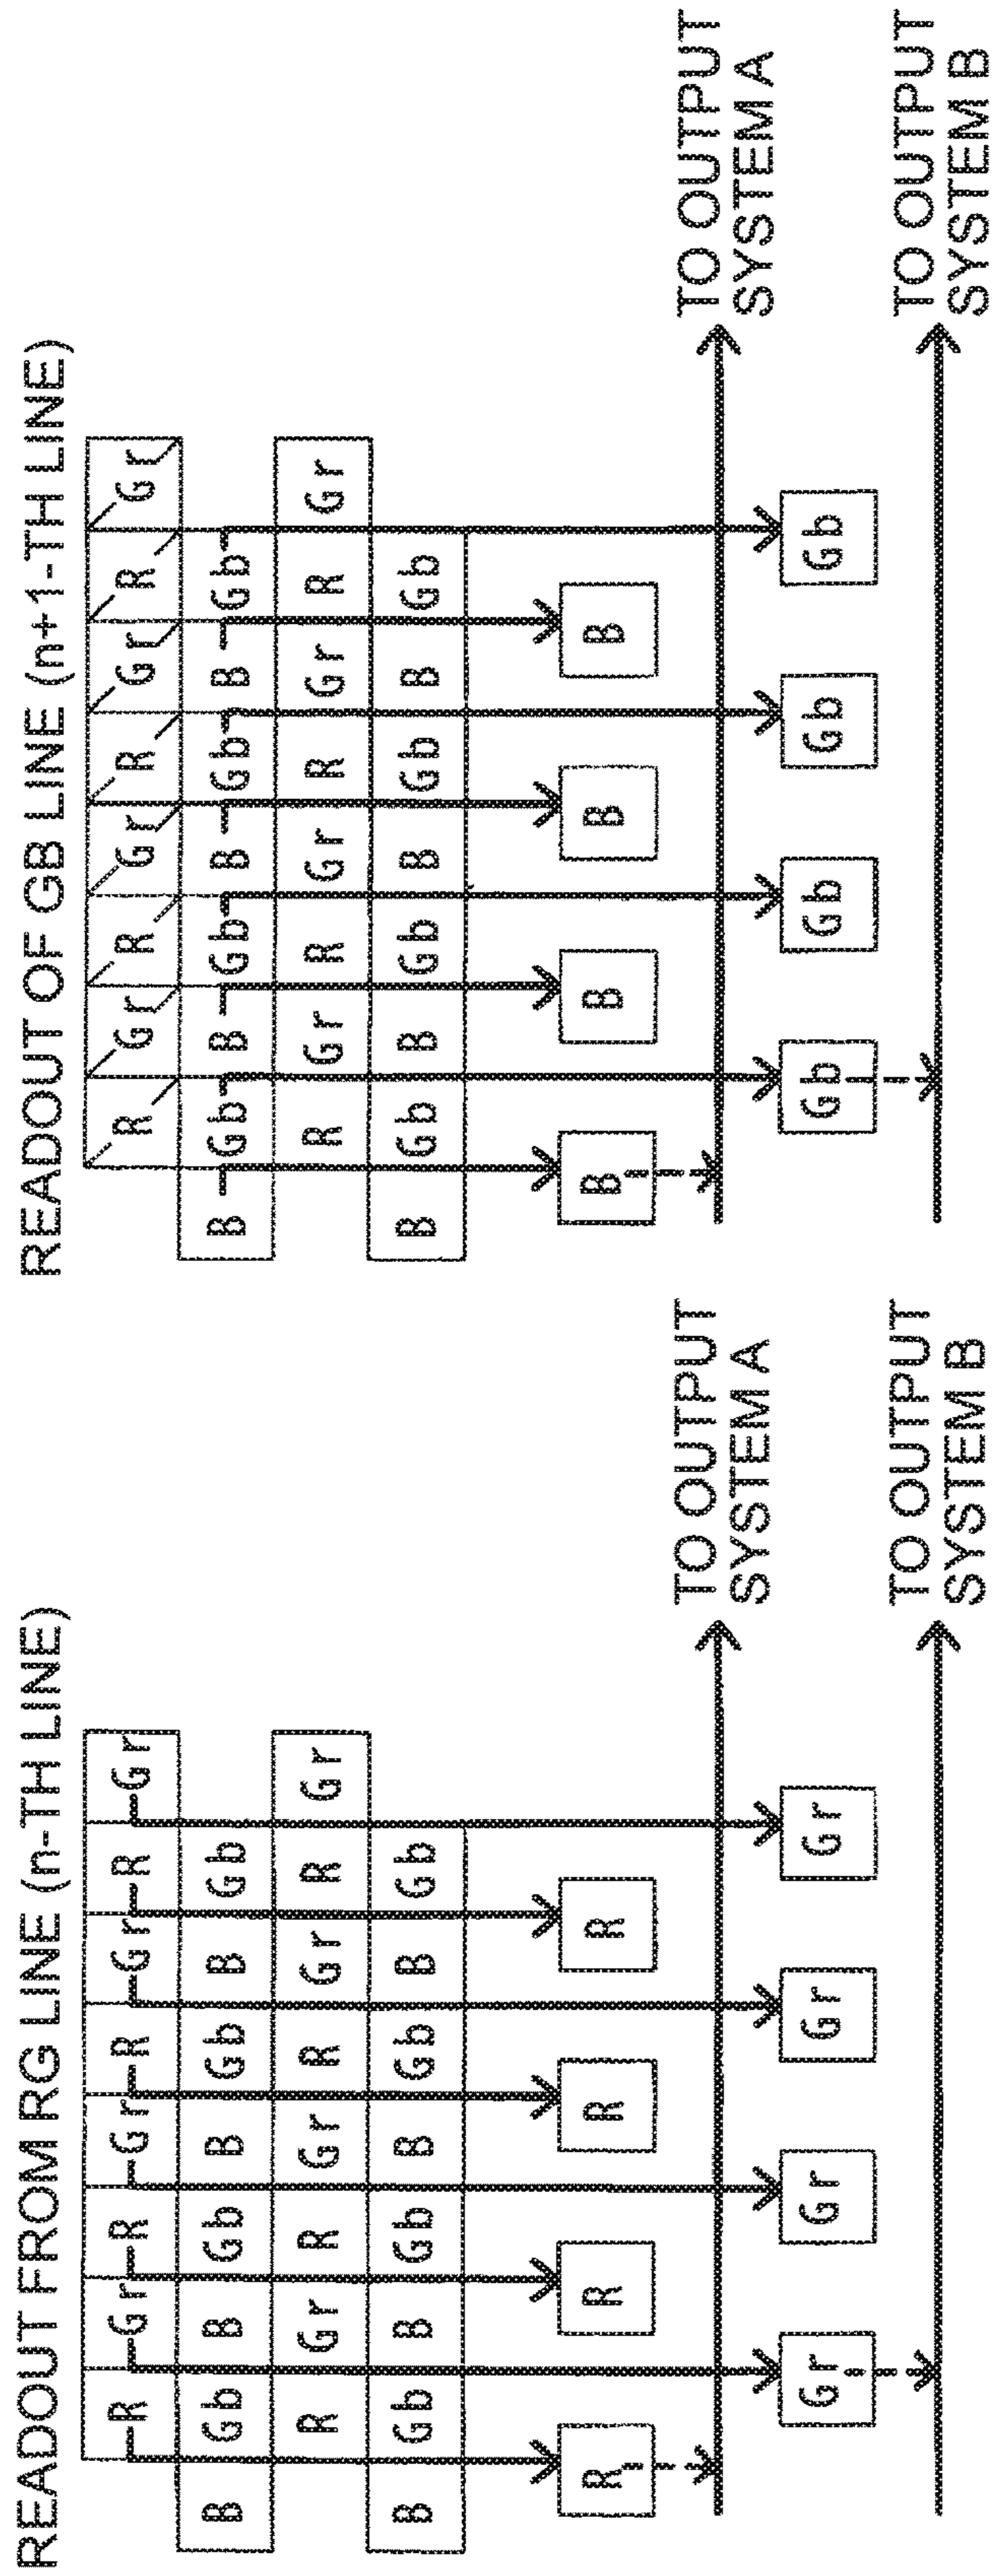 READOUT FROM RG LINE (n-TH LINE)
R Gr R Gr R Gr R Gr
B Gb B Gb B Gb B Gb
R Gr R Gr R Gr R Gr
B Gb B Gb B Gb B Gb
R R R R
TO OUTPUT
SYSTEM A
Gr Gr Gr Gr
TO OUTPUT
SYSTEM B
READOUT OF GB LINE (n+1-TH LINE)
R Gr R Gr R Gr R Gr
B Gb B Gb B Gb B Gb
R Gr R Gr R Gr R Gr
B Gb B Gb B Gb B Gb
B B B B
TO OUTPUT
SYSTEM A
Gb Gb Gb Gb
TO OUTPUT
SYSTEM B